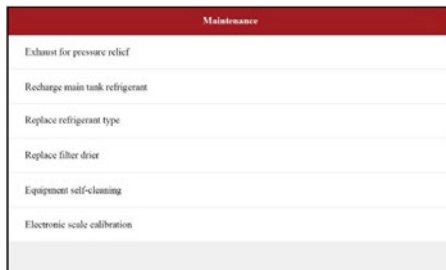 Maintenance
Exhaust for pressure relief
Recharge main tank refrigerant
Replace refrigerant type
Replace filter drier
Equipment self-cleaning
Electronic scale calibration